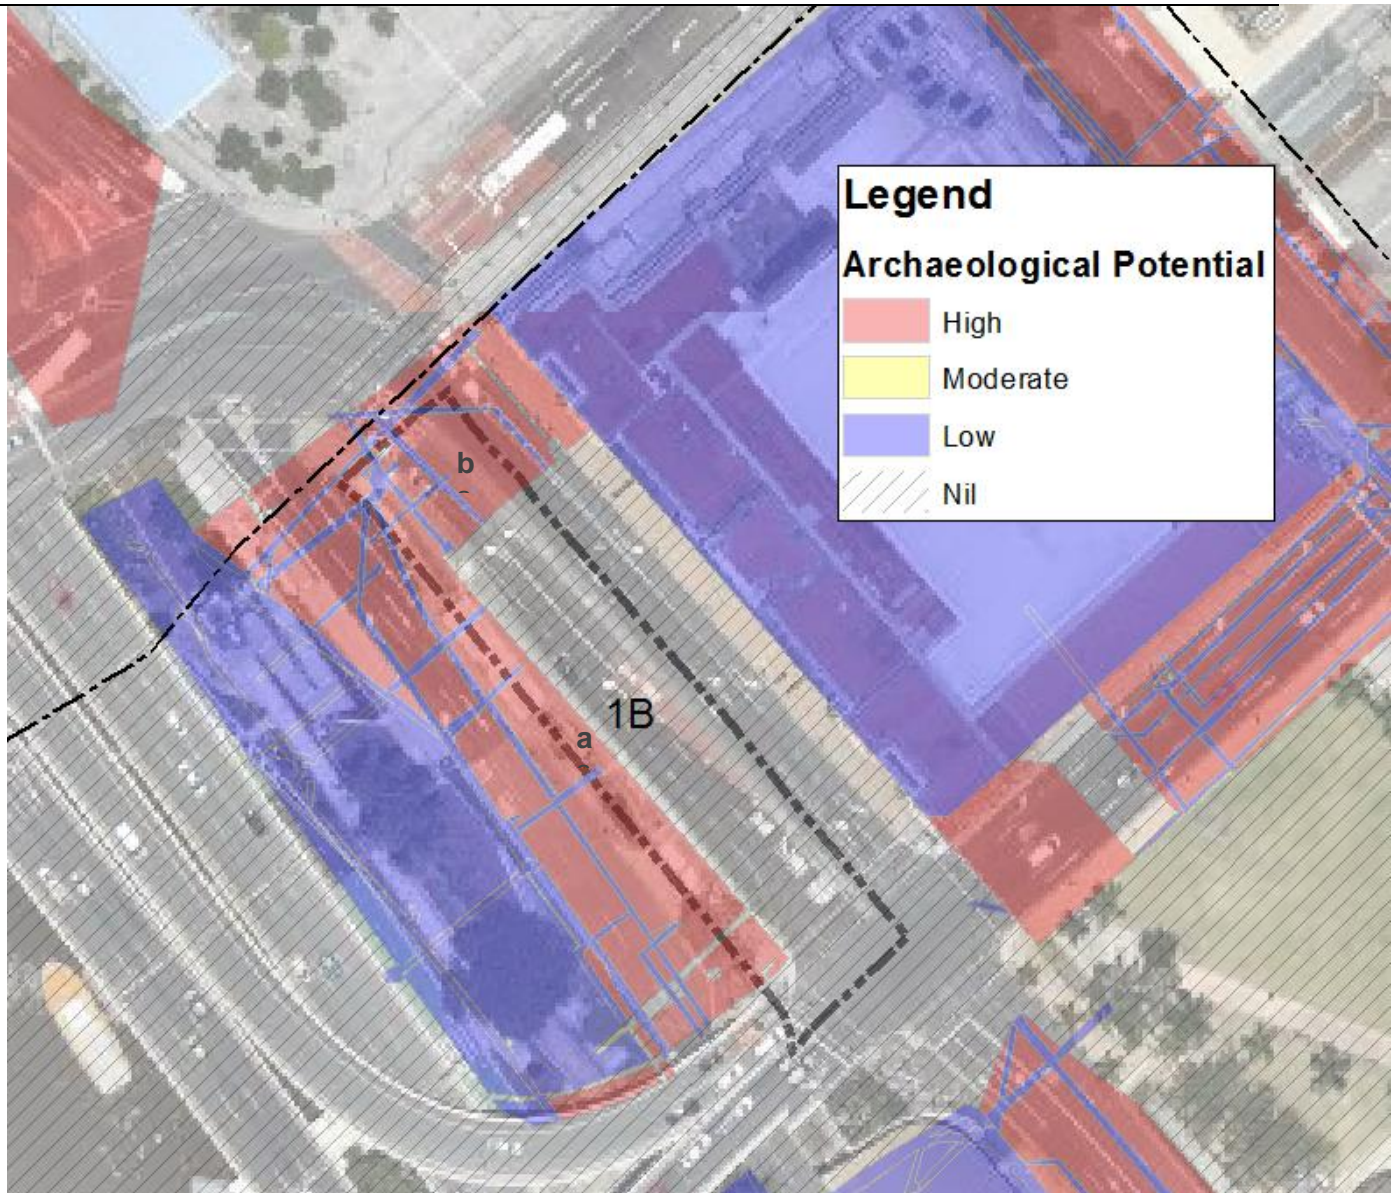 Legend
Archaeological Potential
High
Moderate
Low
Nil
b
1B
a